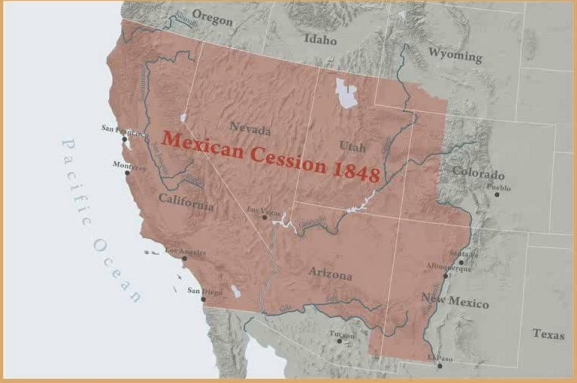 Oregon
Idaho
Wyoming
Nevada
Utah
Mexican Cession 1848
San Francisco
Monterey
Pacific Ocean
California
Las Vegas
Colorado
Pueblo
Los Angeles
Arizona
Santa Fe
Albuquerque
San Diego
New Mexico
Gila
Tucson
El Paso
Texas